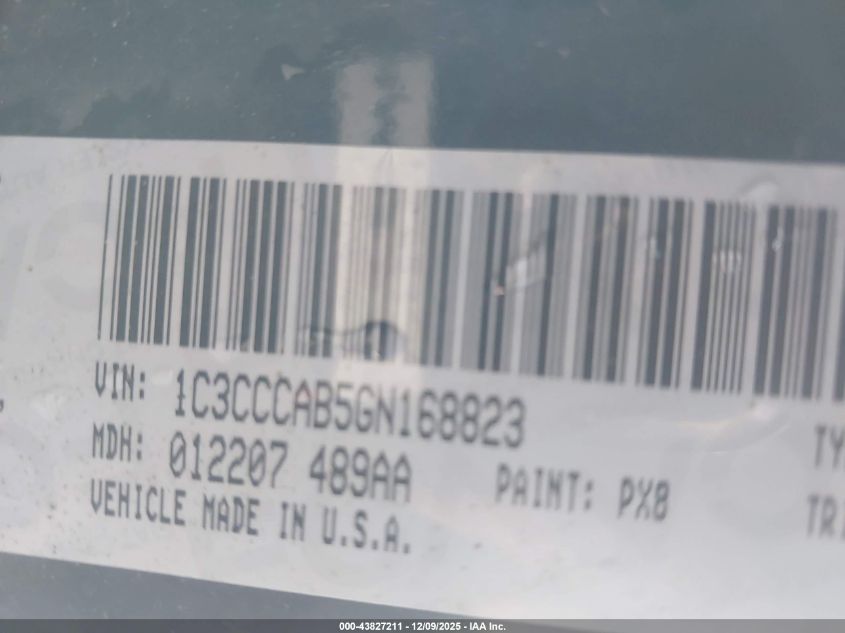 VIN: 1C3CCCAB5GN168823
MDH: 012207 489AA PAINT: PX8
VEHICLE MADE IN U.S.A.
000-43827211 - 12/09/2025 - IAA Inc.